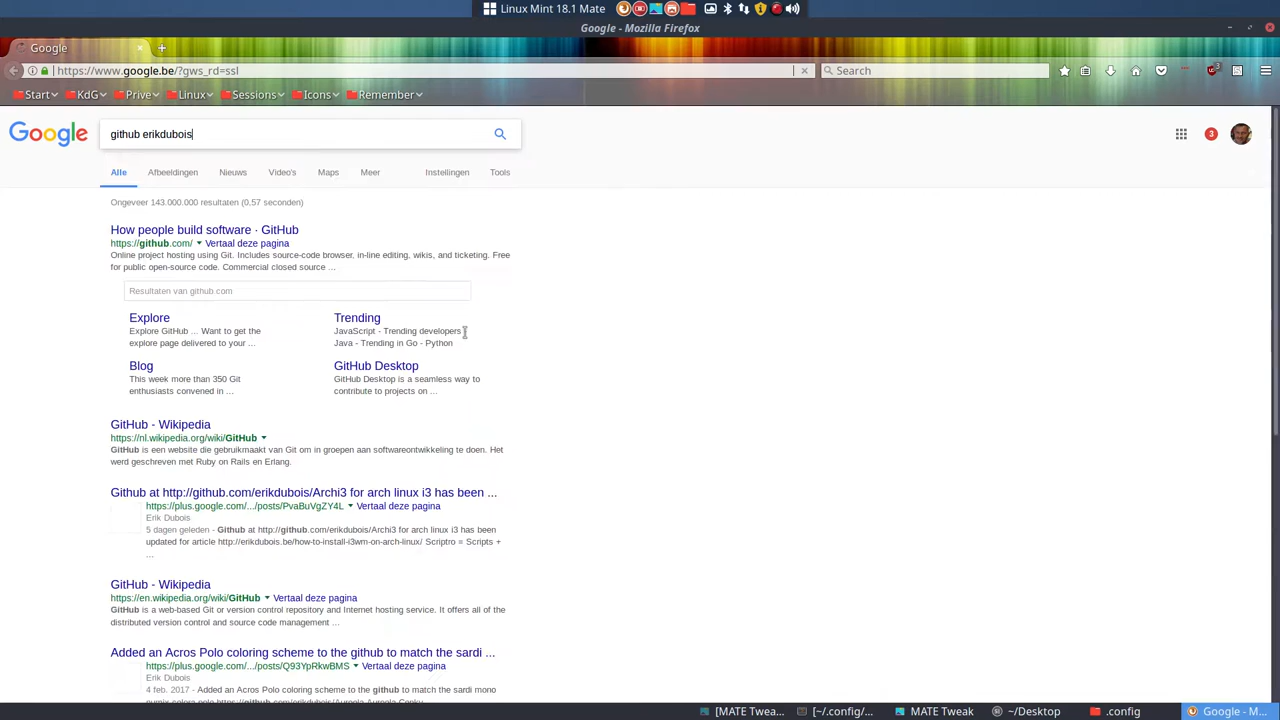 Linux Mint 18.1 Mate
Google - Mozilla Firefox
Google
https://www.google.be/?gws_rd=ssl
Search
3
Start
KdG
Prive
Linux
Sessions
Icons
Remember
Google
github erikdubois
3
Alle
Afbeeldingen
Nieuws
Video's
Maps
Meer
Instellingen
Tools
Ongeveer 143.000.000 resultaten (0,57 seconden)
How people build software · GitHub
https://github.com/ Vertaal deze pagina
Online project hosting using Git. Includes source-code browser, in-line editing, wikis, and ticketing. Free
for public open-source code. Commercial closed source ...
Resultaten van github.com
Explore
Explore GitHub ... Want to get the
explore page delivered to your ...
Trending
JavaScript - Trending developers
Java - Trending in Go - Python
Blog
This week more than 350 Git
enthusiasts convened in ...
GitHub Desktop
GitHub Desktop is a seamless way to
contribute to projects on ...
GitHub - Wikipedia
https://nl.wikipedia.org/wiki/GitHub
GitHub is een website die gebruikmaakt van Git om in groepen aan softwareontwikkeling te doen. Het
werd geschreven met Ruby on Rails en Erlang.
Github at http://github.com/erikdubois/Archi3 for arch linux i3 has been ...
https://plus.google.com/.../posts/PvaBuVgZY4L Vertaal deze pagina
Erik Dubois
5 dagen geleden - Github at http://github.com/erikdubois/Archi3 for arch linux i3 has been
updated for article http://erikdubois.be/how-to-install-i3wm-on-arch-linux/ Scriptro = Scripts +
...
GitHub - Wikipedia
https://en.wikipedia.org/wiki/GitHub Vertaal deze pagina
GitHub is a web-based Git or version control repository and Internet hosting service. It offers all of the
distributed version control and source code management ...
Added an Acros Polo coloring scheme to the github to match the sardi ...
https://plus.google.com/.../posts/Q93YpRkwBMS Vertaal deze pagina
Erik Dubois
4 feb. 2017 - Added an Acros Polo coloring scheme to the github to match the sardi mono
[MATE Twea...
[~/.config/...
MATE Tweak
~/Desktop
.config
Google - M...